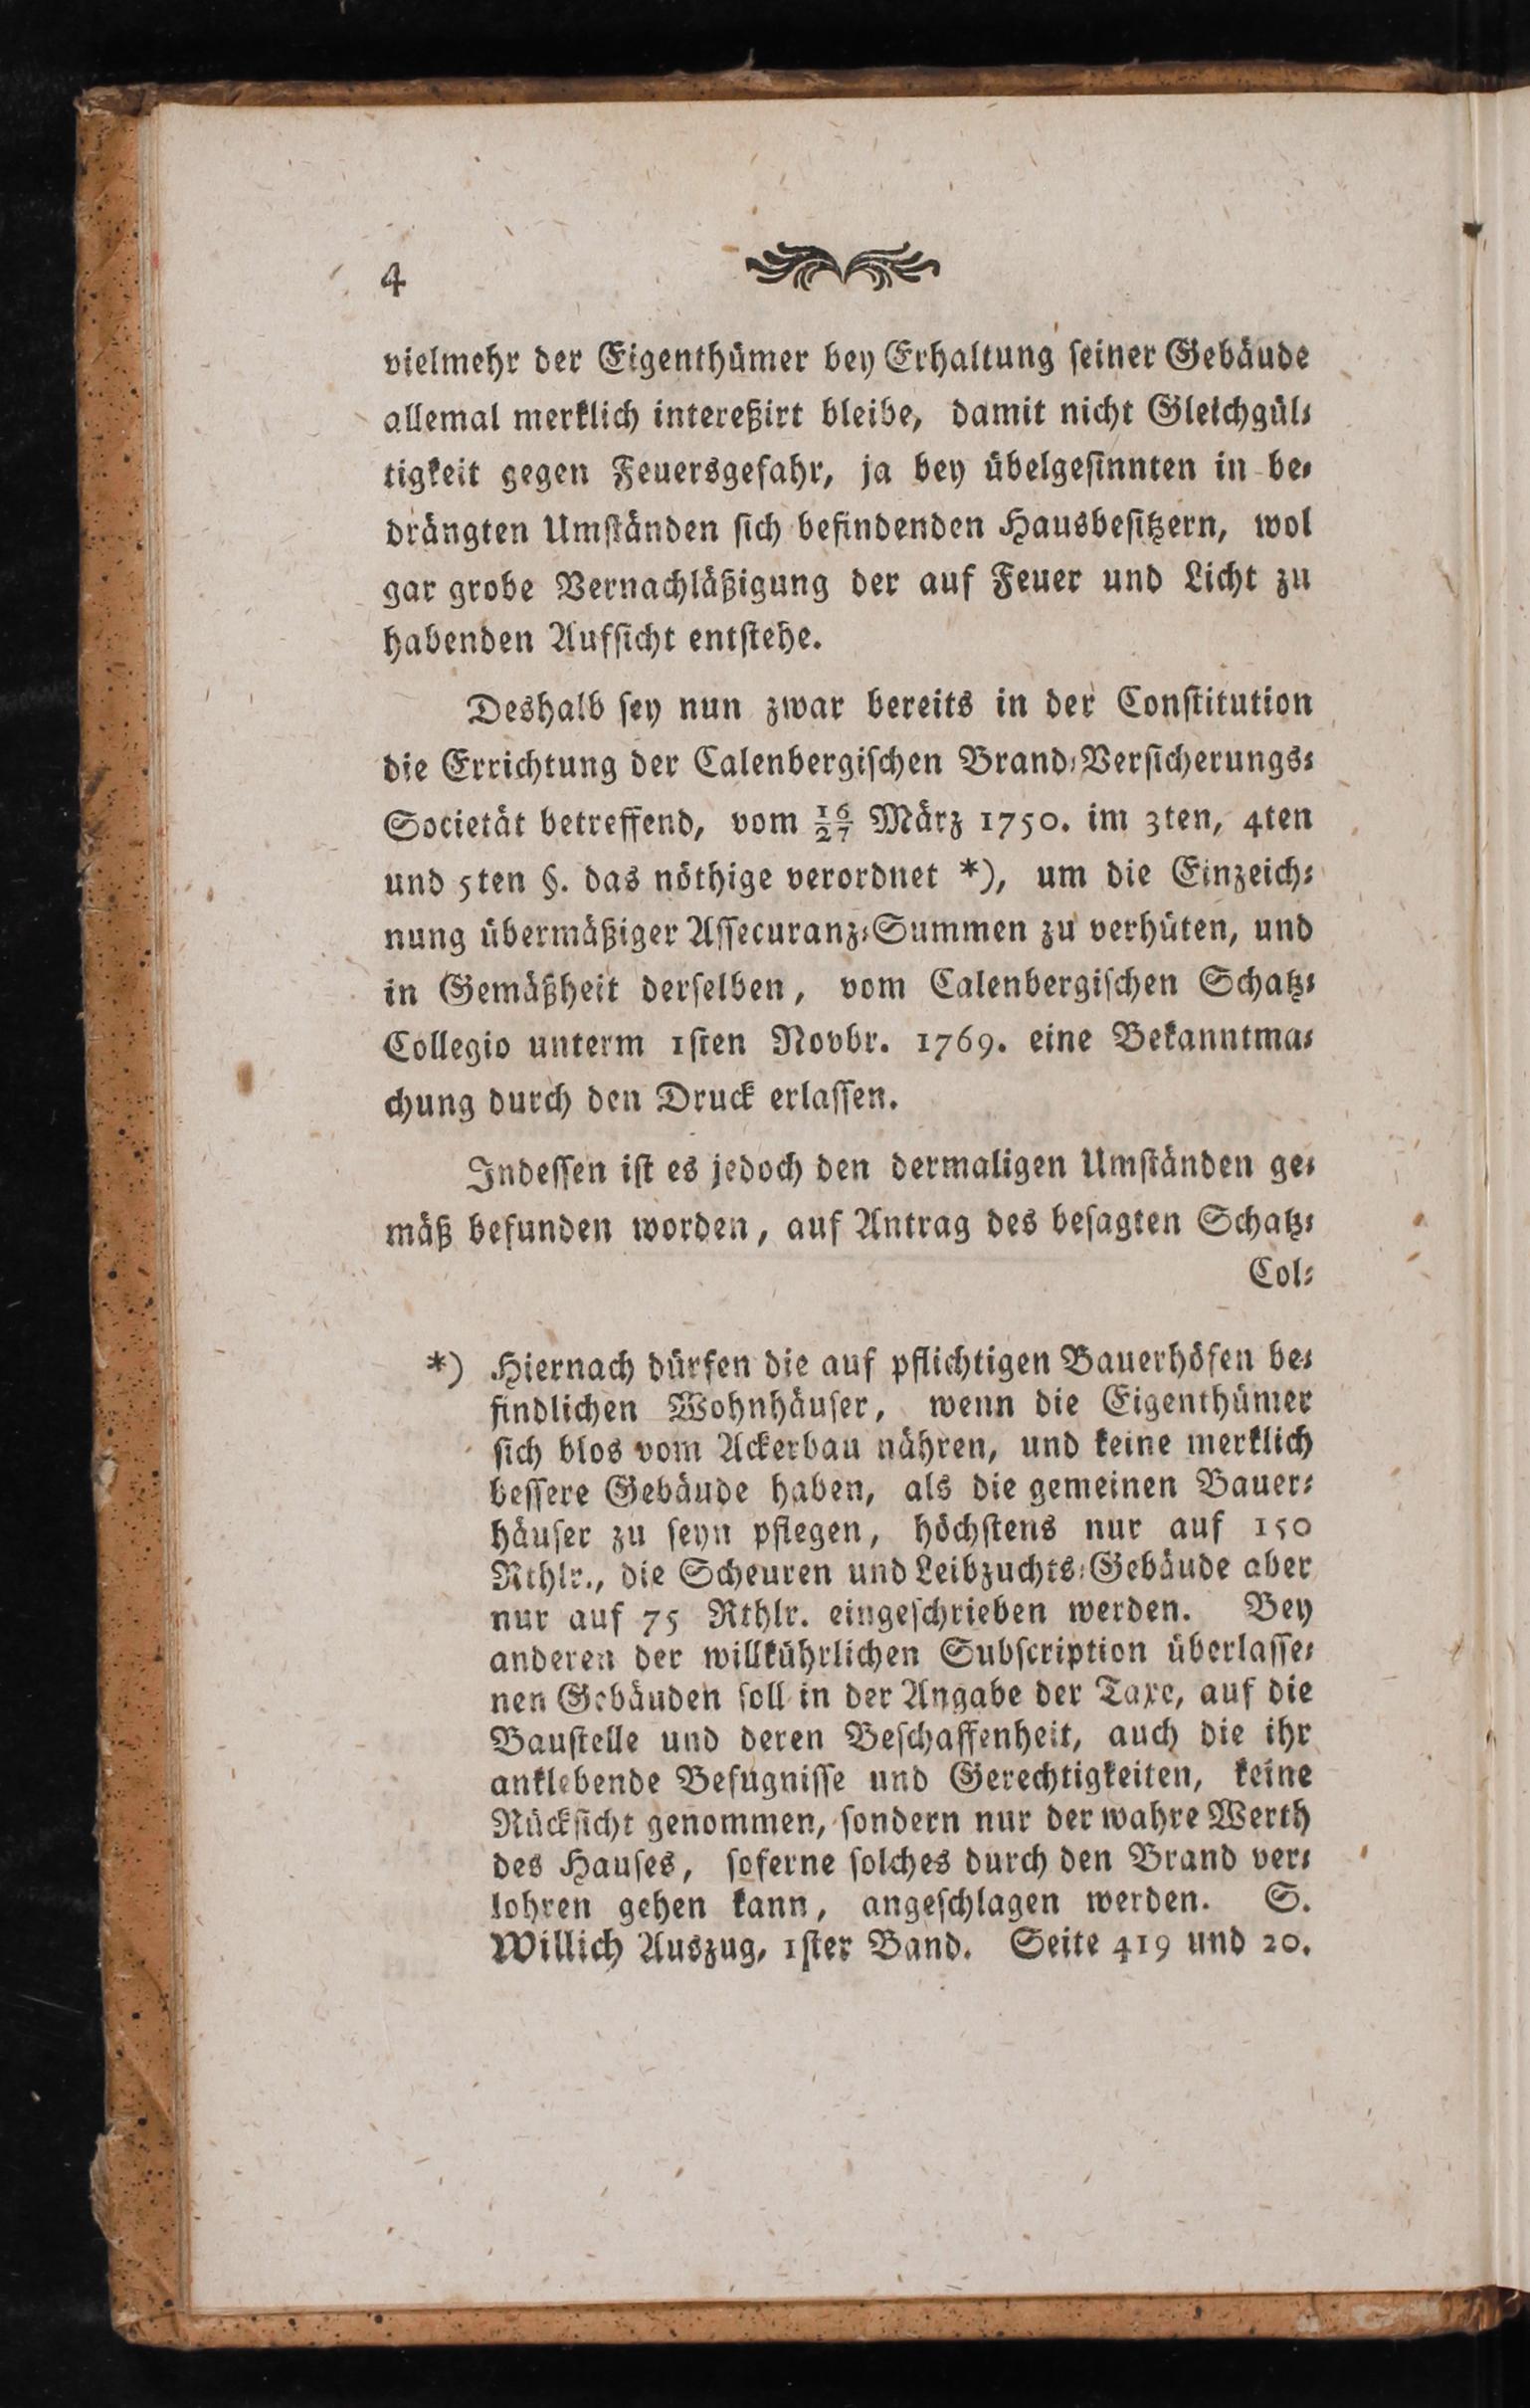 4
vielmehr der Eigenthümer bey Erhaltung ſeiner Gebäude
allemal merklich intereßirt bleibe, damit nicht Gleichgül⸗
tigkeit gegen Feuersgefahr, ja bey übelgeſinnten in be⸗
drängten Umſtänden ſich befindenden Hausbeſitzern, wol
gar grobe Vernachläßigung der auf Feuer und Licht zu
habenden Aufſicht entſtehe.
Deshalb ſey nun zwar bereits in der Conſtitution
die Errichtung der Calenbergiſchen Brand⸗Verſicherungs⸗
Societät betreffend, vom 16/27 März 1750. im 3ten, 4ten
und 5ten §. das nöthige verordnet *), um die Einzeich⸗
nung übermäßiger Aſſecuranz⸗Summen zu verhüten, und
in Gemäßheit derſelben, vom Calenbergiſchen Schatz⸗
Collegio unterm 1ſten Novbr. 1769. eine Bekanntma⸗
chung durch den Druck erlaſſen.
Indeſſen iſt es jedoch den dermaligen Umſtänden ge⸗
mäß befunden worden, auf Antrag des beſagten Schatz⸗
Col⸗
*) Hiernach dürfen die auf pflichtigen Bauerhöfen be⸗
findlichen Wohnhäuſer, wenn die Eigenthümer
ſich blos vom Ackerbau nähren, und keine merklich
beſſere Gebäude haben, als die gemeinen Bauer⸗
häuſer zu ſeyn pflegen, höchſtens nur auf 150
Rthlr., die Scheuren und Leibzuchts⸗Gebäude aber
nur auf 75 Rthlr. eingeſchrieben werden. Bey
anderen der willkührlichen Subſcription überlaſſe⸗
nen Gebäuden ſoll in der Angabe der Taxe, auf die
Bauſtelle und deren Beſchaffenheit, auch die ihr
anklebende Befugniſſe und Gerechtigkeiten, keine
Rückſicht genommen, ſondern nur der wahre Werth
des Hauſes, ſoferne ſolches durch den Brand ver⸗
lohren gehen kann, angeſchlagen werden. S.
Willich Auszug, 1ſter Band. Seite 419 und 20.